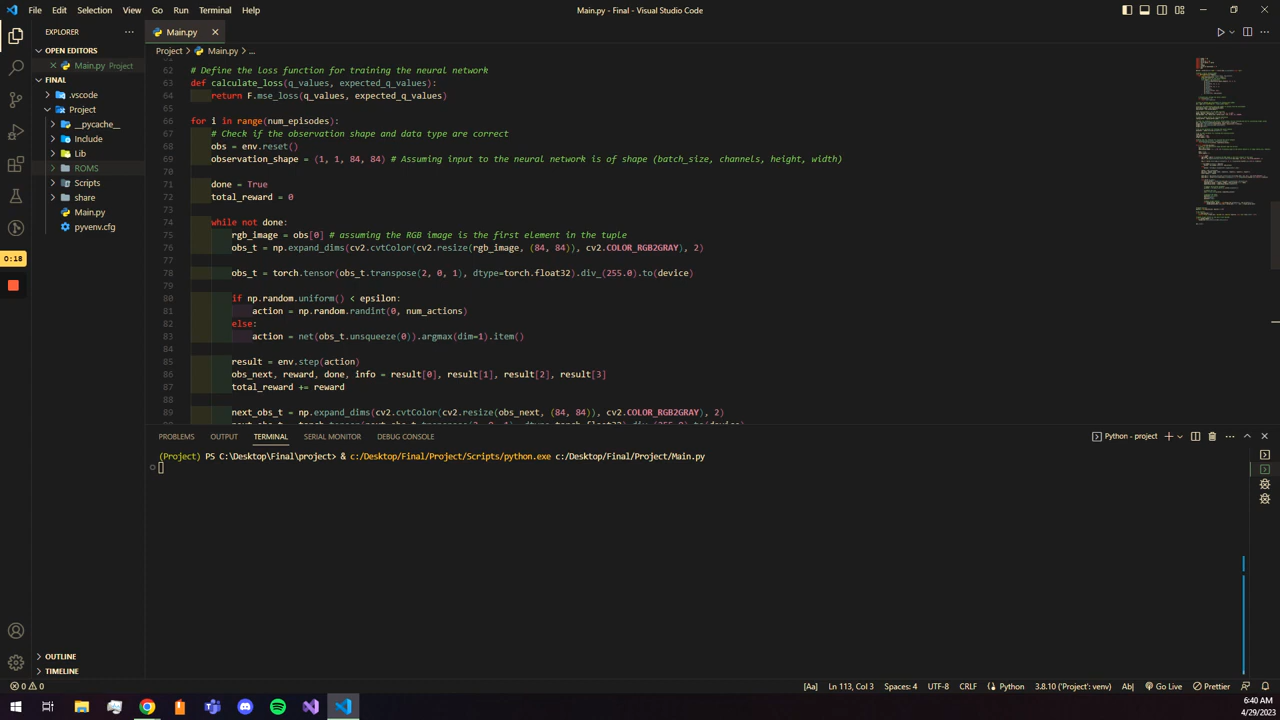 File Edit Selection View Go Run Terminal Help
Main.py - Final - Visual Studio Code
EXPLORER
Main.py
OPEN EDITORS
Main.py Project
FINAL
.vscode
Project
__pycache__
Include
Lib
ROMS
Scripts
share
Main.py
pyvenv.cfg
0:18
OUTLINE
TIMELINE
Project > Main.py > ...
62 # Define the loss function for training the neural network
63 def calculate_loss(q_values, expected_q_values):
64 return F.mse_loss(q_values, expected_q_values)
65
66 for i in range(num_episodes):
67 # Check if the observation shape and data type are correct
68 obs = env.reset()
69 observation_shape = (1, 1, 84, 84) # Assuming input to the neural network is of shape (batch_size, channels, height, width)
70
71 done = True
72 total_reward = 0
73
74 while not done:
75 rgb_image = obs[0] # assuming the RGB image is the first element in the tuple
76 obs_t = np.expand_dims(cv2.cvtColor(cv2.resize(rgb_image, (84, 84)), cv2.COLOR_RGB2GRAY), 2)
77
78 obs_t = torch.tensor(obs_t.transpose(2, 0, 1), dtype=torch.float32).div_(255.0).to(device)
79
80 if np.random.uniform() < epsilon:
81 action = np.random.randint(0, num_actions)
82 else:
83 action = net(obs_t.unsqueeze(0)).argmax(dim=1).item()
84
85 result = env.step(action)
86 obs_next, reward, done, info = result[0], result[1], result[2], result[3]
87 total_reward += reward
88
89 next_obs_t = np.expand_dims(cv2.cvtColor(cv2.resize(obs_next, (84, 84)), cv2.COLOR_RGB2GRAY), 2)
PROBLEMS OUTPUT TERMINAL SERIAL MONITOR DEBUG CONSOLE
Python - project
(Project) PS C:\Desktop\Final\project> & c:/Desktop/Final/Project/Scripts/python.exe c:/Desktop/Final/Project/Main.py
0 0
[Aa] Ln 113, Col 3 Spaces: 4 UTF-8 CRLF Python 3.8.10 ('Project': venv) Ab| Go Live Prettier
6:40 AM
4/29/2023